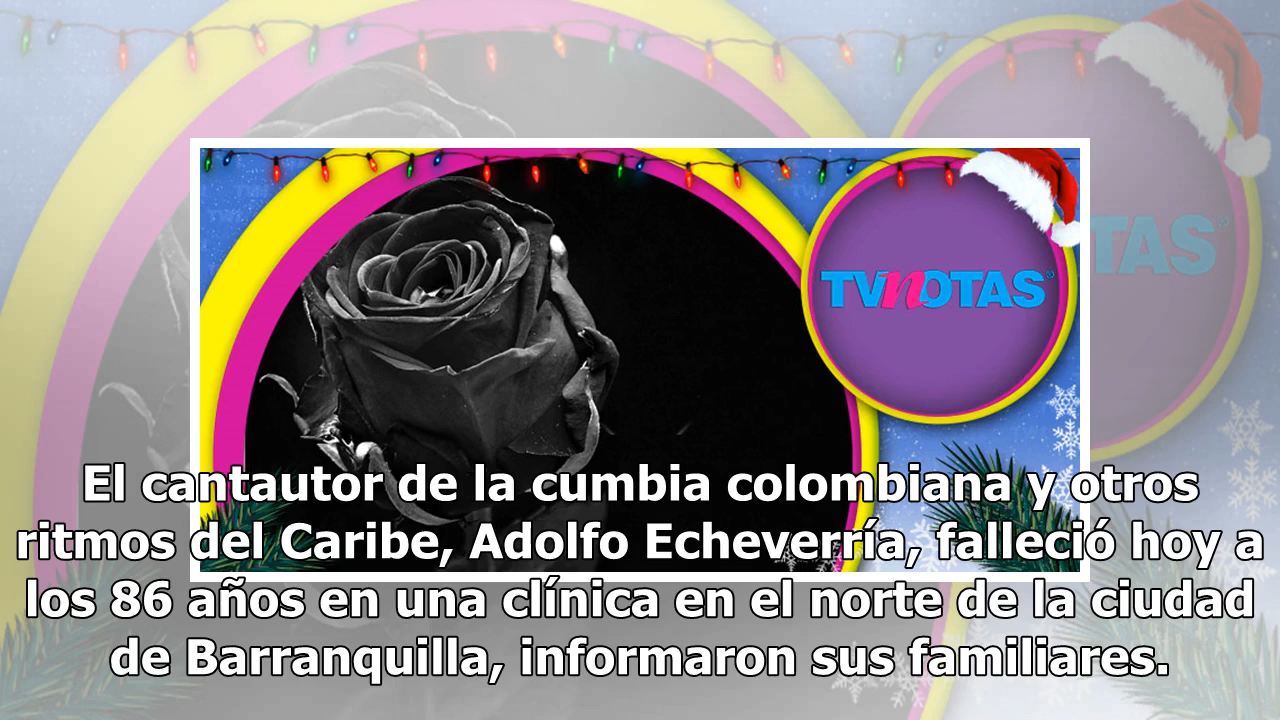 TVnOTAS
TAS
El cantautor de la cumbia colombiana y otros
ritmos del Caribe, Adolfo Echeverría, falleció hoy a
los 86 años en una clínica en el norte de la ciudad
de Barranquilla, informaron sus familiares.